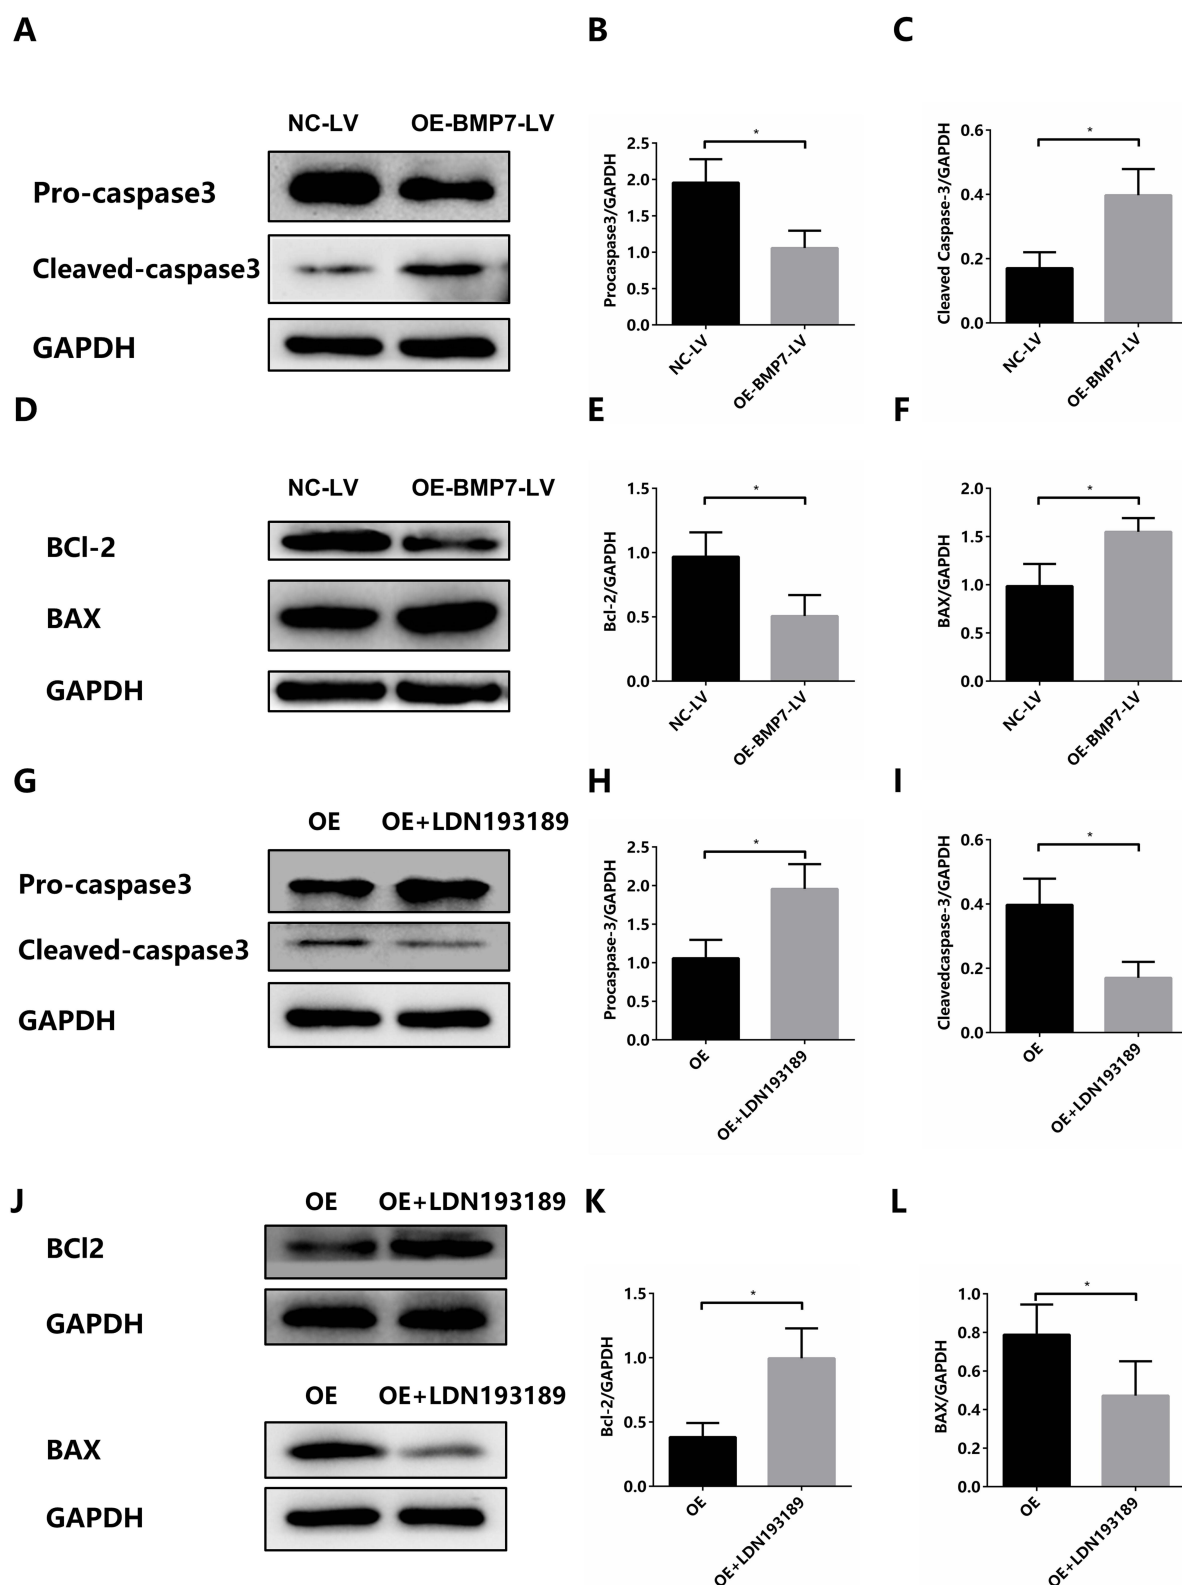 A
B
C
NC-LV OE-BMP7-LV
Pro-caspase3
Cleaved-caspase3
GAPDH
*
Procaspase3/GAPDH
2.5
2.0
1.5
1.0
0.5
0.0
NC-LV
OE-BMP7-LV
*
Cleaved Caspase-3/GAPDH
0.6
0.4
0.2
0.0
NC-LV
OE-BMP7-LV
D
E
F
NC-LV OE-BMP7-LV
BCl-2
BAX
GAPDH
*
Bcl-2/GAPDH
1.5
1.0
0.5
0.0
NC-LV
OE-BMP7-LV
*
BAX/GAPDH
2.0
1.5
1.0
0.5
0.0
NC-LV
OE-BMP7-LV
G
H
I
OE OE+LDN193189
Pro-caspase3
Cleaved-caspase3
GAPDH
*
Procaspase-3/GAPDH
2.5
2.0
1.5
1.0
0.5
0.0
OE
OE+LDN193189
*
Cleavedcaspase-3/GAPDH
0.6
0.4
0.2
0.0
OE
OE+LDN193189
J
K
L
OE OE+LDN193189
BCl2
GAPDH
OE OE+LDN193189
BAX
GAPDH
*
Bcl-2/GAPDH
1.5
1.0
0.5
0.0
OE
OE+LDN193189
*
BAX/GAPDH
1.0
0.8
0.6
0.4
0.2
0.0
OE
OE+LDN193189